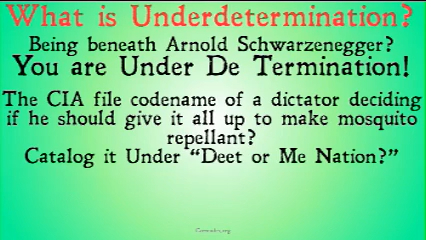 What is Underdetermination?
Being beneath Arnold Schwarzenegger?
You are Under De Termination!
The CIA file codename of a dictator deciding
if he should give it all up to make mosquito
repellant?
Catalog it Under “Deet or Me Nation?”